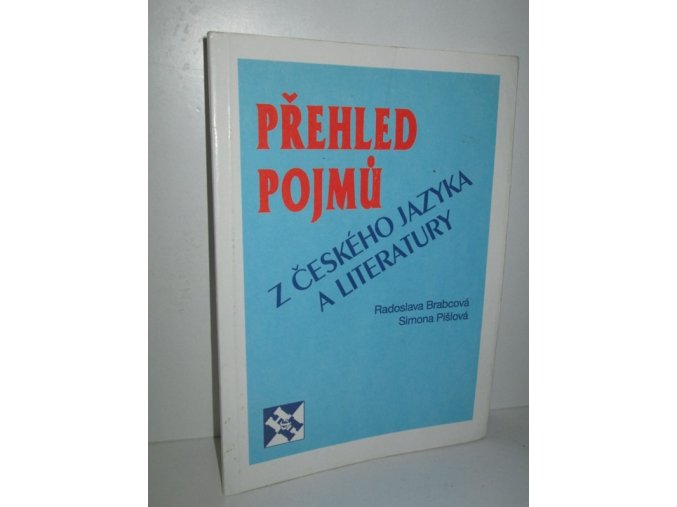 PŘEHLED
POJMŮ
Z ČESKÉHO JAZYKA
A LITERATURY
Radoslava Brabcová
Simona Pišlová